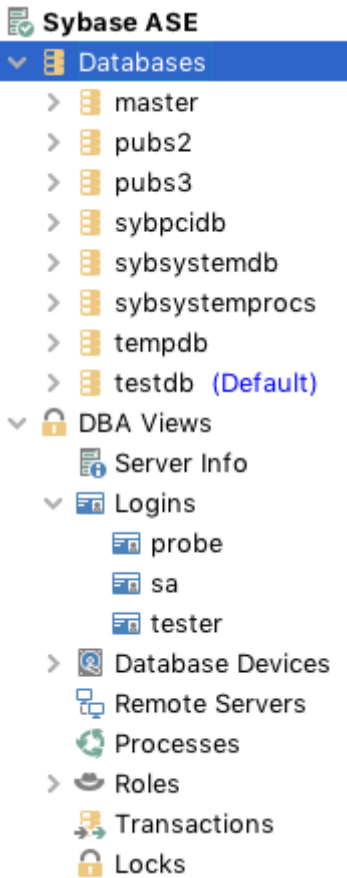 Sybase ASE
Databases
master
pubs2
pubs3
sybpcidb
sybsystemdb
sybsystemprocs
tempdb
testdb (Default)
DBA Views
Server Info
Logins
probe
sa
tester
Database Devices
Remote Servers
Processes
Roles
Transactions
Locks